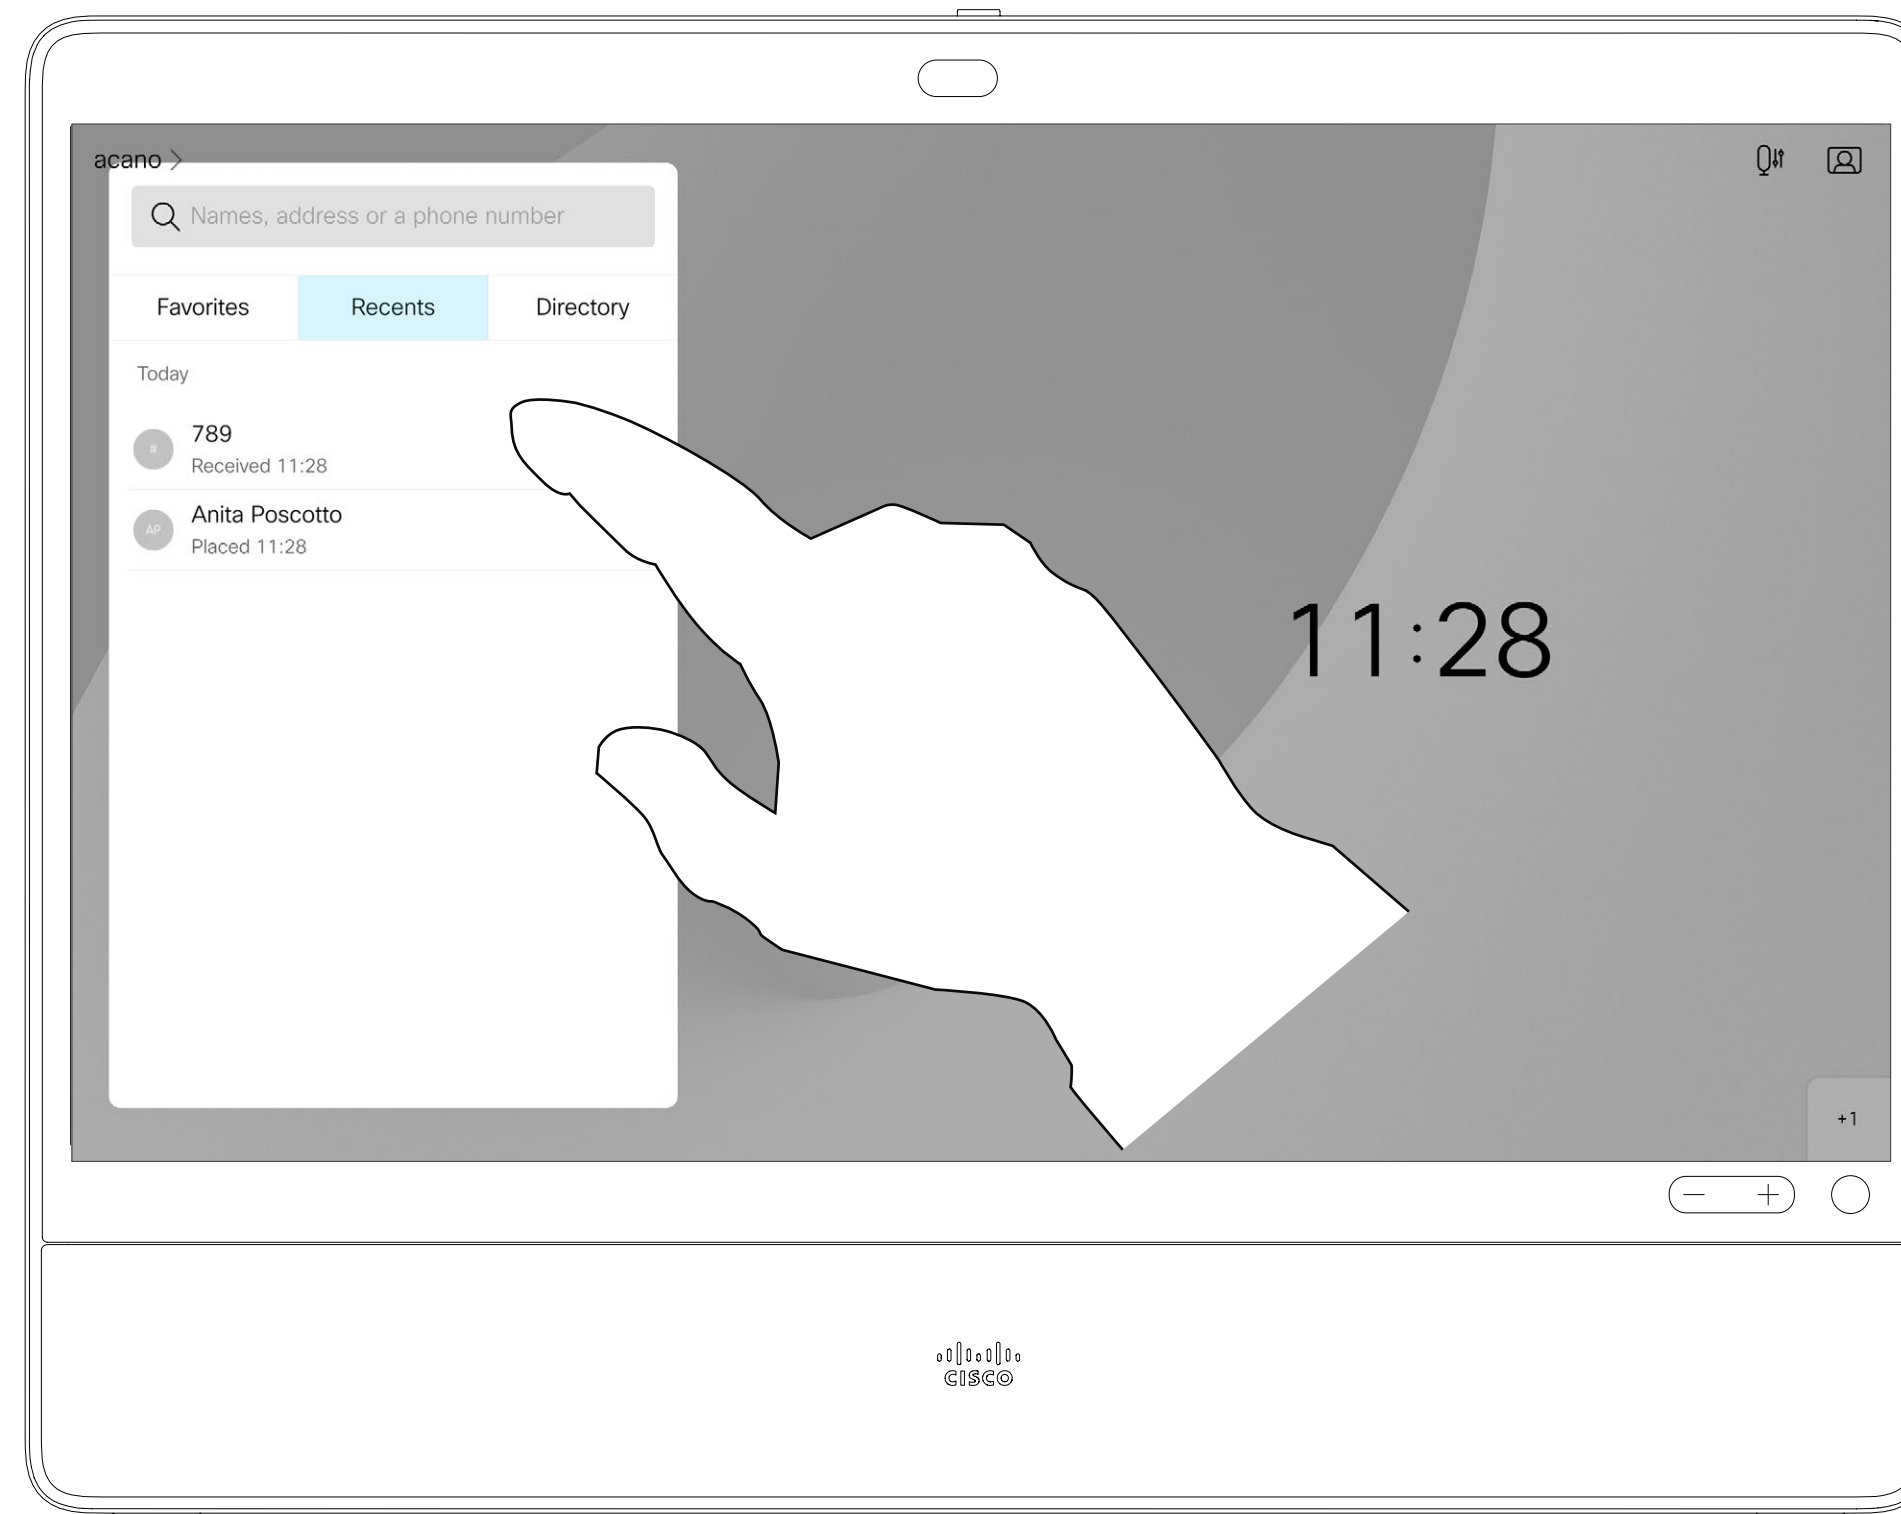 acano
Names, address or a phone number
Favorites Recents Directory
Today
#
789
Received 11:28
AP
Anita Poscotto
Placed 11:28
11:28
+1
CISCO